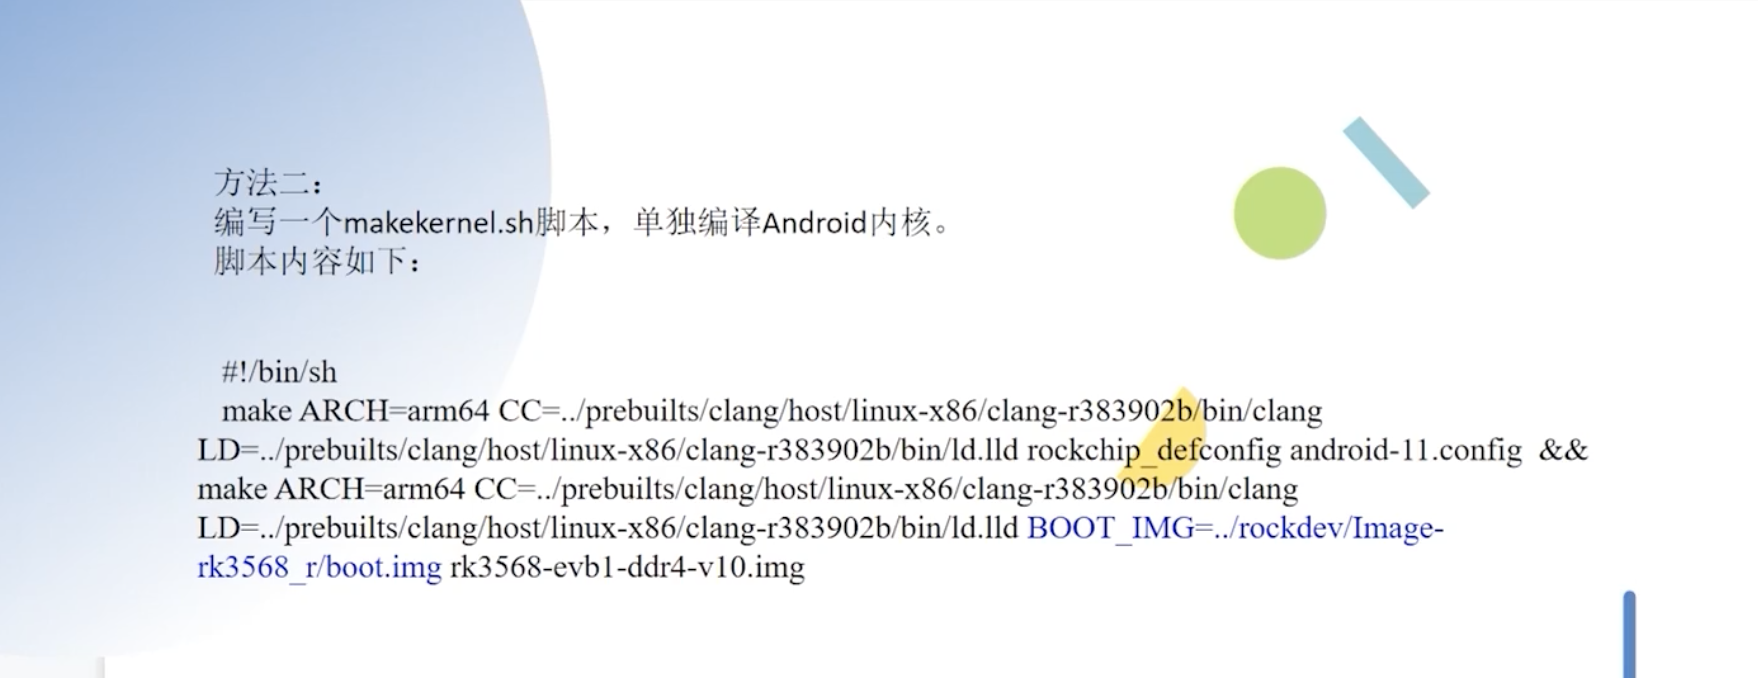 方法二：
编写一个makekernel.sh脚本，单独编译Android内核。
脚本内容如下：
#!/bin/sh
make ARCH=arm64 CC=../prebuilts/clang/host/linux-x86/clang-r383902b/bin/clang
LD=../prebuilts/clang/host/linux-x86/clang-r383902b/bin/ld.lld rockchip_defconfig android-11.config &&
make ARCH=arm64 CC=../prebuilts/clang/host/linux-x86/clang-r383902b/bin/clang
LD=../prebuilts/clang/host/linux-x86/clang-r383902b/bin/ld.lld BOOT_IMG=../rockdev/Image-
rk3568_r/boot.img rk3568-evb1-ddr4-v10.img